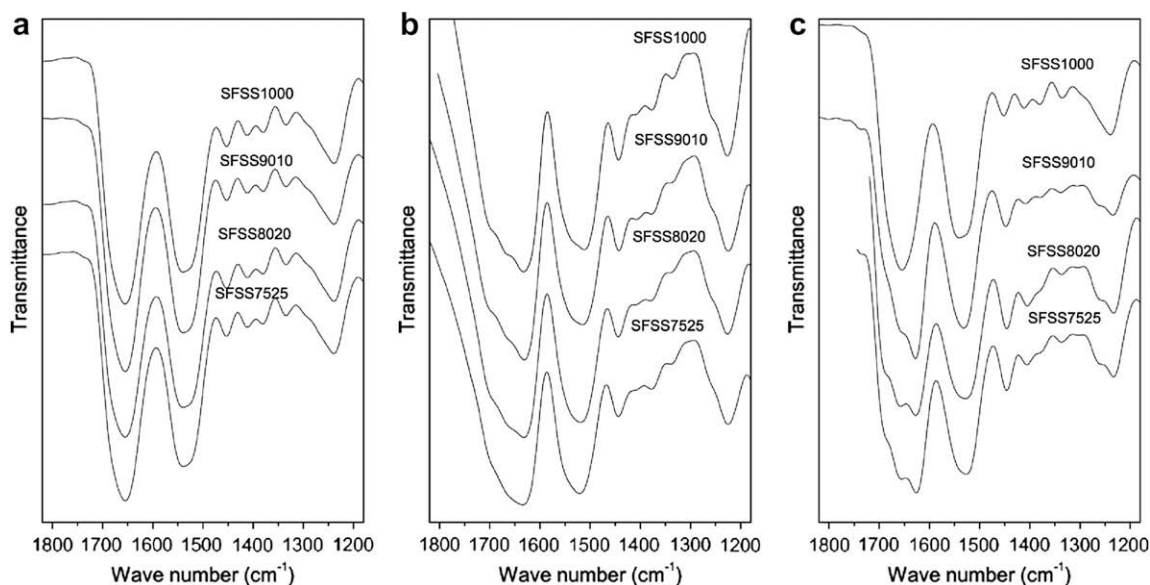 a
SFSS1000
SFSS9010
SFSS8020
SFSS7525
Transmittance
1800 1700 1600 1500 1400 1300 1200
Wave number (cm⁻¹)
b
SFSS1000
SFSS9010
SFSS8020
SFSS7525
Transmittance
1800 1700 1600 1500 1400 1300 1200
Wave number (cm⁻¹)
c
SFSS1000
SFSS9010
SFSS8020
SFSS7525
Transmittance
1800 1700 1600 1500 1400 1300 1200
Wave number (cm⁻¹)